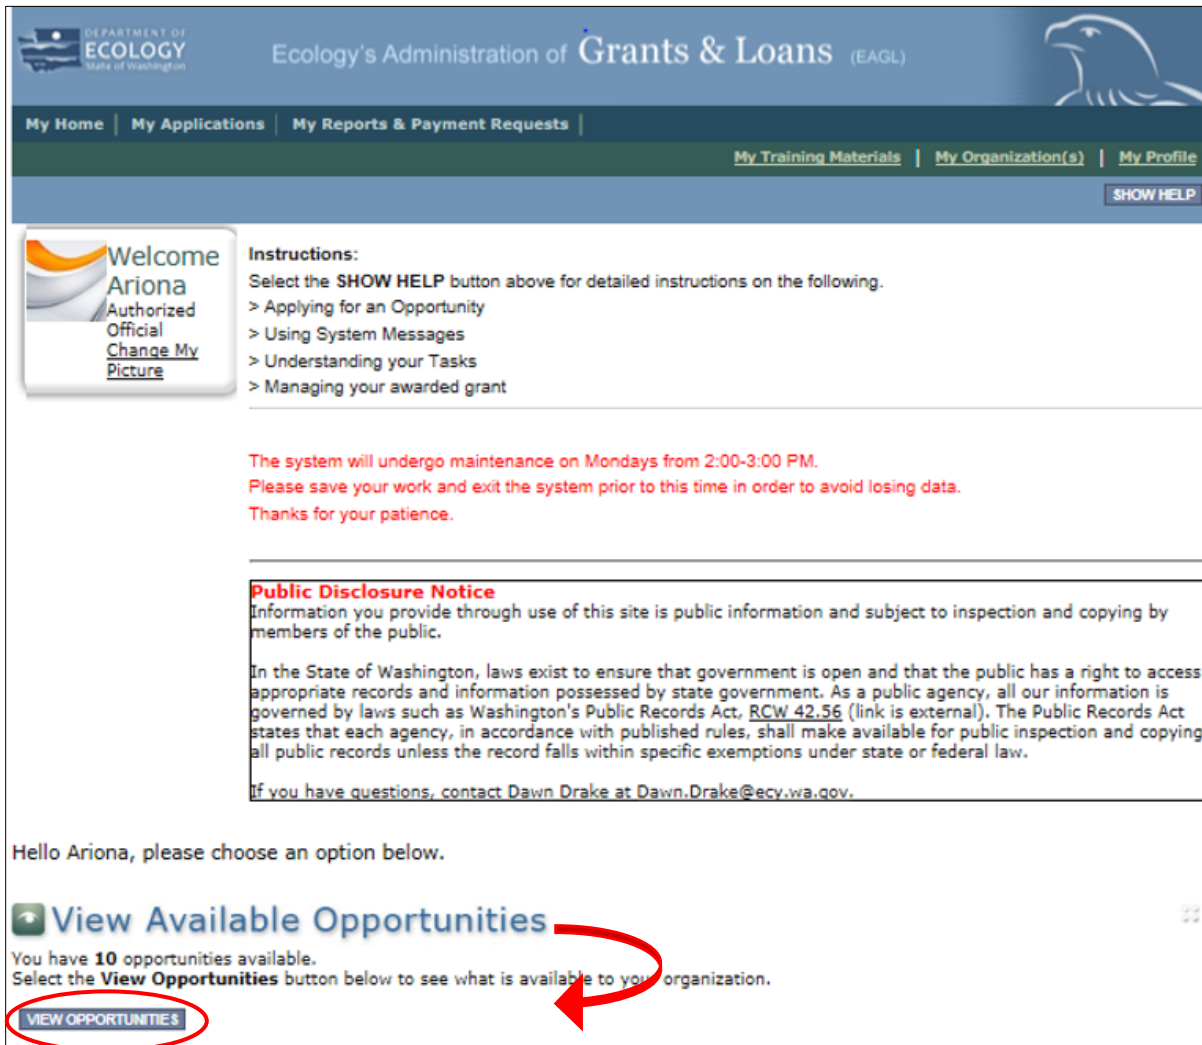 DEPARTMENT OF
ECOLOGY
State of Washington
Ecology's Administration of Grants & Loans (EAGL)
My Home | My Applications | My Reports & Payment Requests |
My Training Materials | My Organization(s) | My Profile
SHOW HELP
Welcome
Ariona
Authorized
Official
Change My
Picture
Instructions:
Select the SHOW HELP button above for detailed instructions on the following.
> Applying for an Opportunity
> Using System Messages
> Understanding your Tasks
> Managing your awarded grant
The system will undergo maintenance on Mondays from 2:00-3:00 PM.
Please save your work and exit the system prior to this time in order to avoid losing data.
Thanks for your patience.
Public Disclosure Notice
Information you provide through use of this site is public information and subject to inspection and copying by
members of the public.
In the State of Washington, laws exist to ensure that government is open and that the public has a right to access
appropriate records and information possessed by state government. As a public agency, all our information is
governed by laws such as Washington's Public Records Act, RCW 42.56 (link is external). The Public Records Act
states that each agency, in accordance with published rules, shall make available for public inspection and copying
all public records unless the record falls within specific exemptions under state or federal law.
If you have questions, contact Dawn Drake at Dawn.Drake@ecy.wa.gov.
Hello Ariona, please choose an option below.
View Available Opportunities
You have 10 opportunities available.
Select the View Opportunities button below to see what is available to your organization.
VIEW OPPORTUNITIES